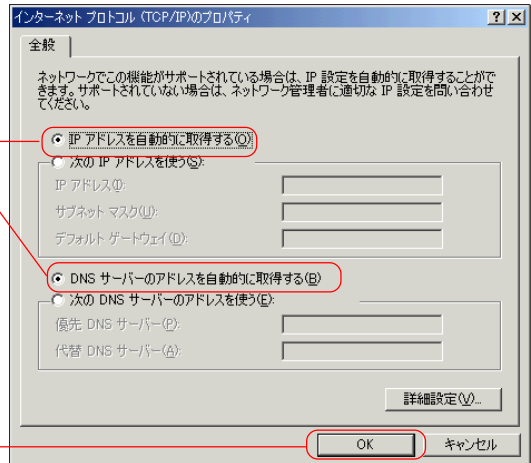 インターネット プロトコル (TCP/IP)のプロパティ
全般
ネットワークでこの機能がサポートされている場合は、IP 設定を自動的に取得することがで
きます。サポートされていない場合は、ネットワーク管理者に適切な IP 設定を問い合わせ
てください。
IP アドレスを自動的に取得する(O)
次の IP アドレスを使う(S):
IP アドレス(I):
サブネット マスク(U):
デフォルト ゲートウェイ(D):
DNS サーバーのアドレスを自動的に取得する(B)
次の DNS サーバーのアドレスを使う(E):
優先 DNS サーバー(P):
代替 DNS サーバー(A):
詳細設定(V)...
OK
キャンセル